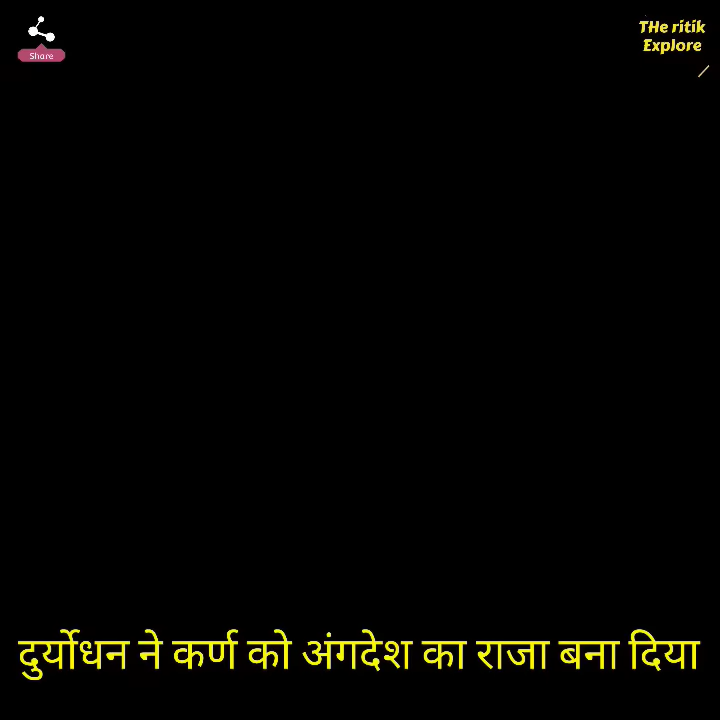 Share
THe ritik
Explore
दुर्योधन ने कर्ण को अंगदेश का राजा बना दिया